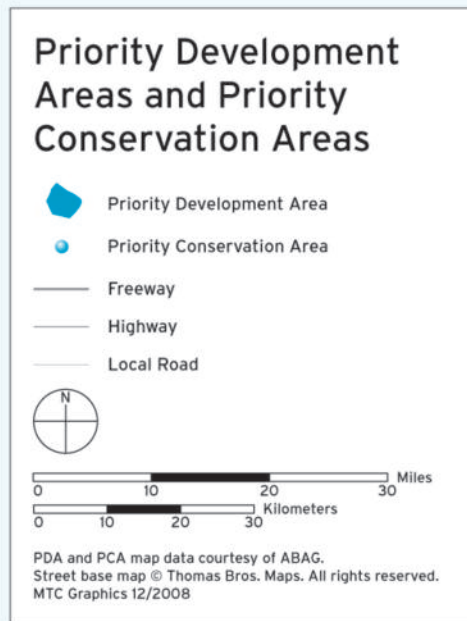 Priority Development
Areas and Priority
Conservation Areas
Priority Development Area
Priority Conservation Area
Freeway
Highway
Local Road
N
Miles
0 10 20 30
Kilometers
0 10 20 30
PDA and PCA map data courtesy of ABAG.
Street base map © Thomas Bros. Maps. All rights reserved.
MTC Graphics 12/2008